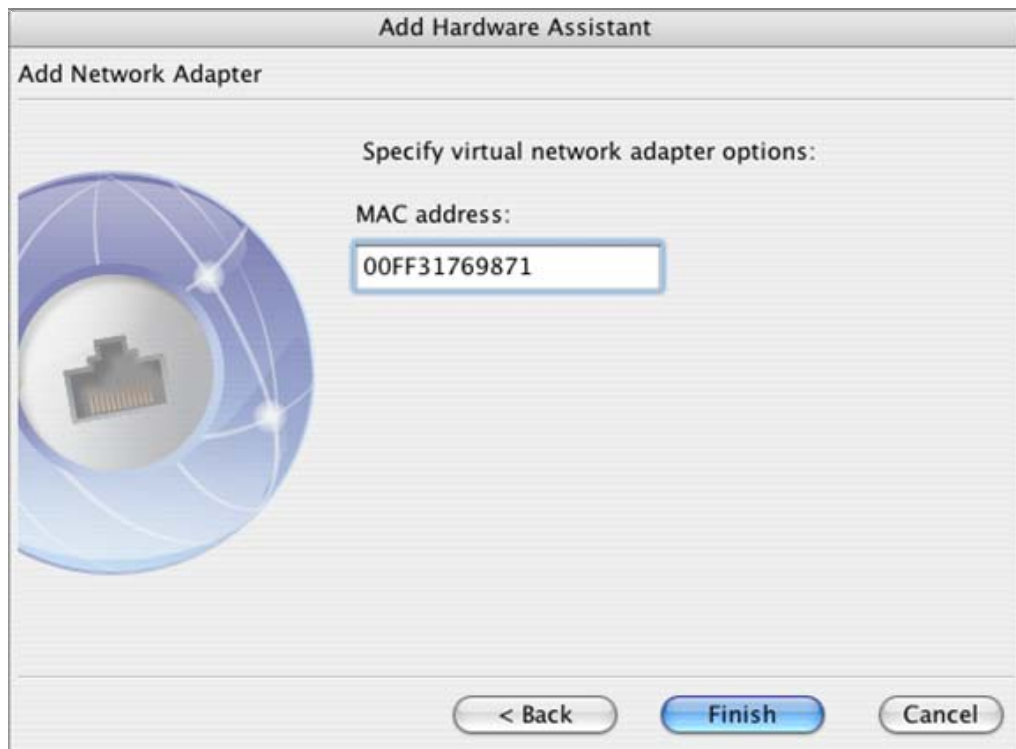 Add Hardware Assistant
Add Network Adapter
Specify virtual network adapter options:
MAC address:
00FF31769871
< Back
Finish
Cancel